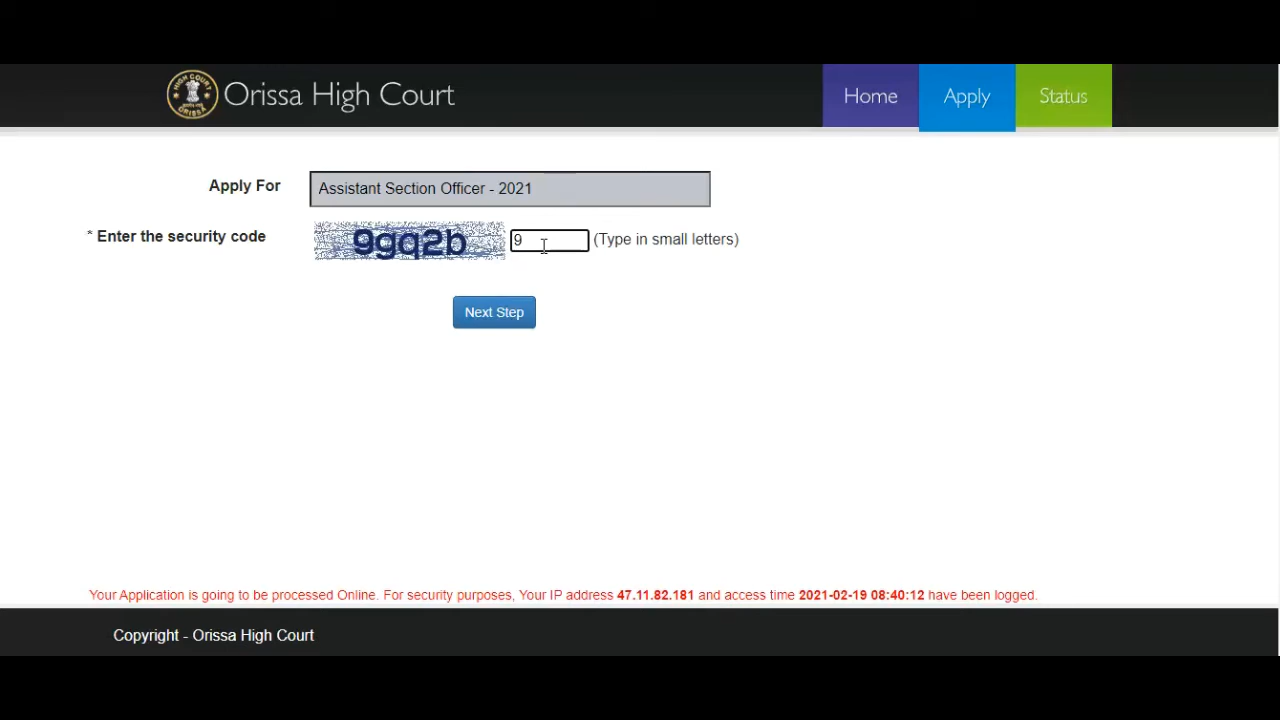 HIGH COURT
ORISSA
Orissa High Court
Home
Apply
Status
Apply For
Assistant Section Officer - 2021
* Enter the security code
9gq2b
9
(Type in small letters)
Next Step
Your Application is going to be processed Online. For security purposes, Your IP address 47.11.82.181 and access time 2021-02-19 08:40:12 have been logged.
Copyright - Orissa High Court